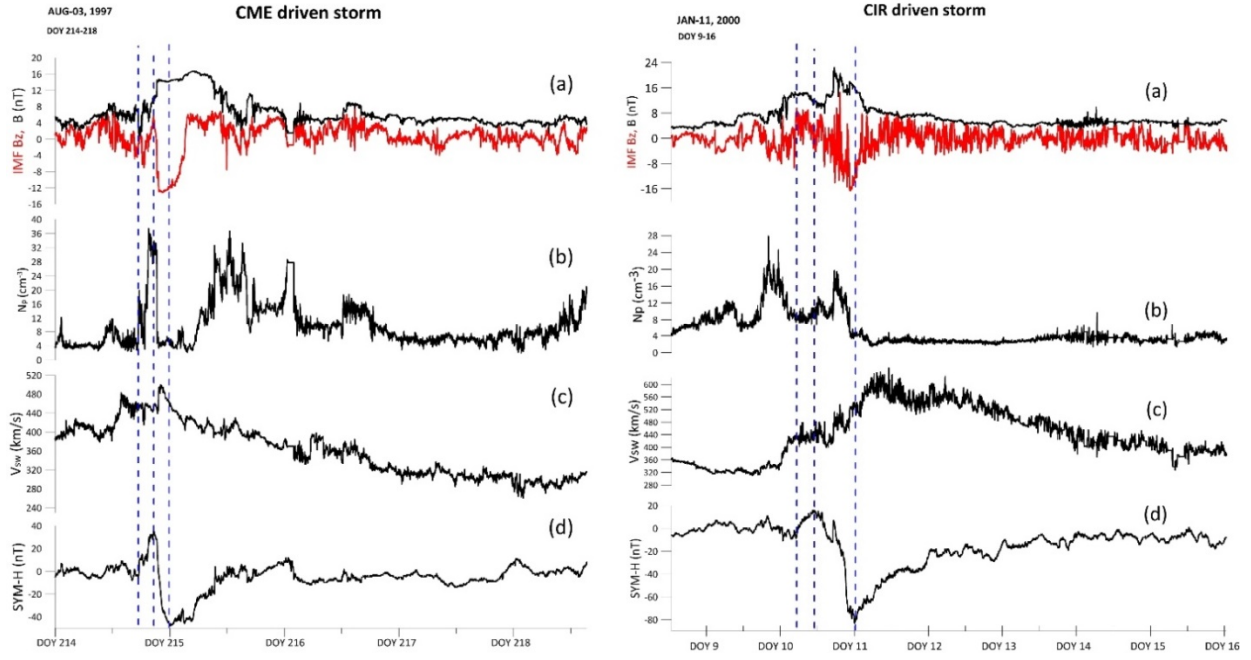 AUG-03, 1997
CME driven storm
DOY 214-218
20
16
12
8
4
0
-4
-8
-12
-16
IMF Bz, B (nT)
(a)
40
36
32
28
24
20
16
12
8
4
0
Np (cm⁻³)
(b)
520
480
440
400
360
320
280
240
Vsw (km/s)
(c)
40
20
0
-20
-40
SYM-H (nT)
(d)
DOY 214
DOY 215
DOY 216
DOY 217
DOY 218
CIR driven storm
JAN-11, 2000
DOY 9-16
24
16
8
0
-8
-16
IMF Bz, B (nT)
(a)
28
24
20
16
12
8
4
0
Np (cm⁻³)
(b)
600
560
520
480
440
400
360
320
280
Vsw (km/s)
(c)
20
0
-20
-40
-60
-80
SYM-H (nT)
(d)
DOY 9
DOY 10
DOY 11
DOY 12
DOY 13
DOY 14
DOY 15
DOY 16